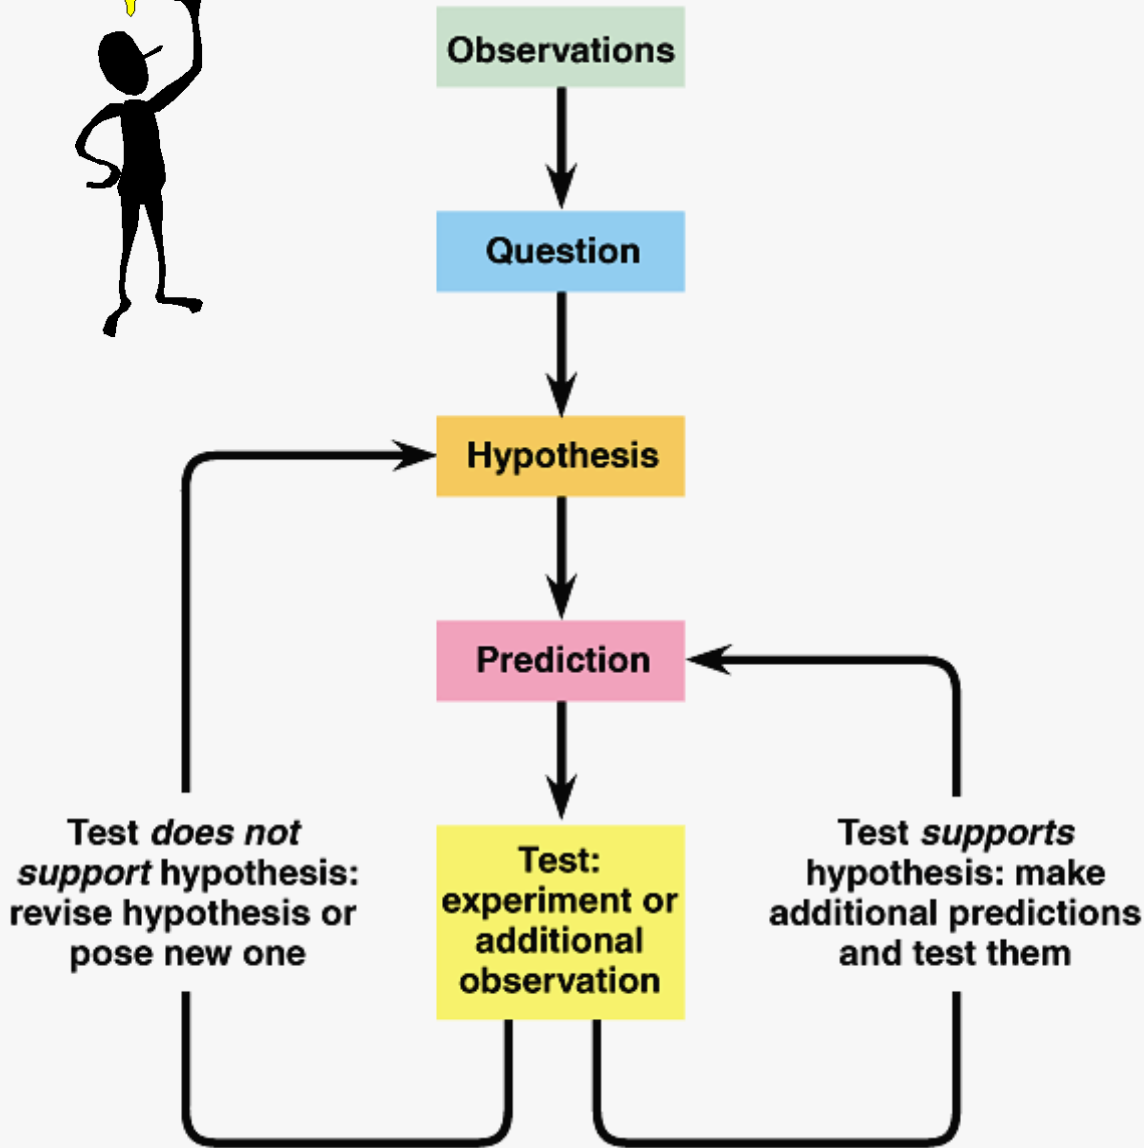 Observations
Question
Hypothesis
Prediction
Test does not
support hypothesis:
revise hypothesis or
pose new one
Test:
experiment or
additional
observation
Test supports
hypothesis: make
additional predictions
and test them